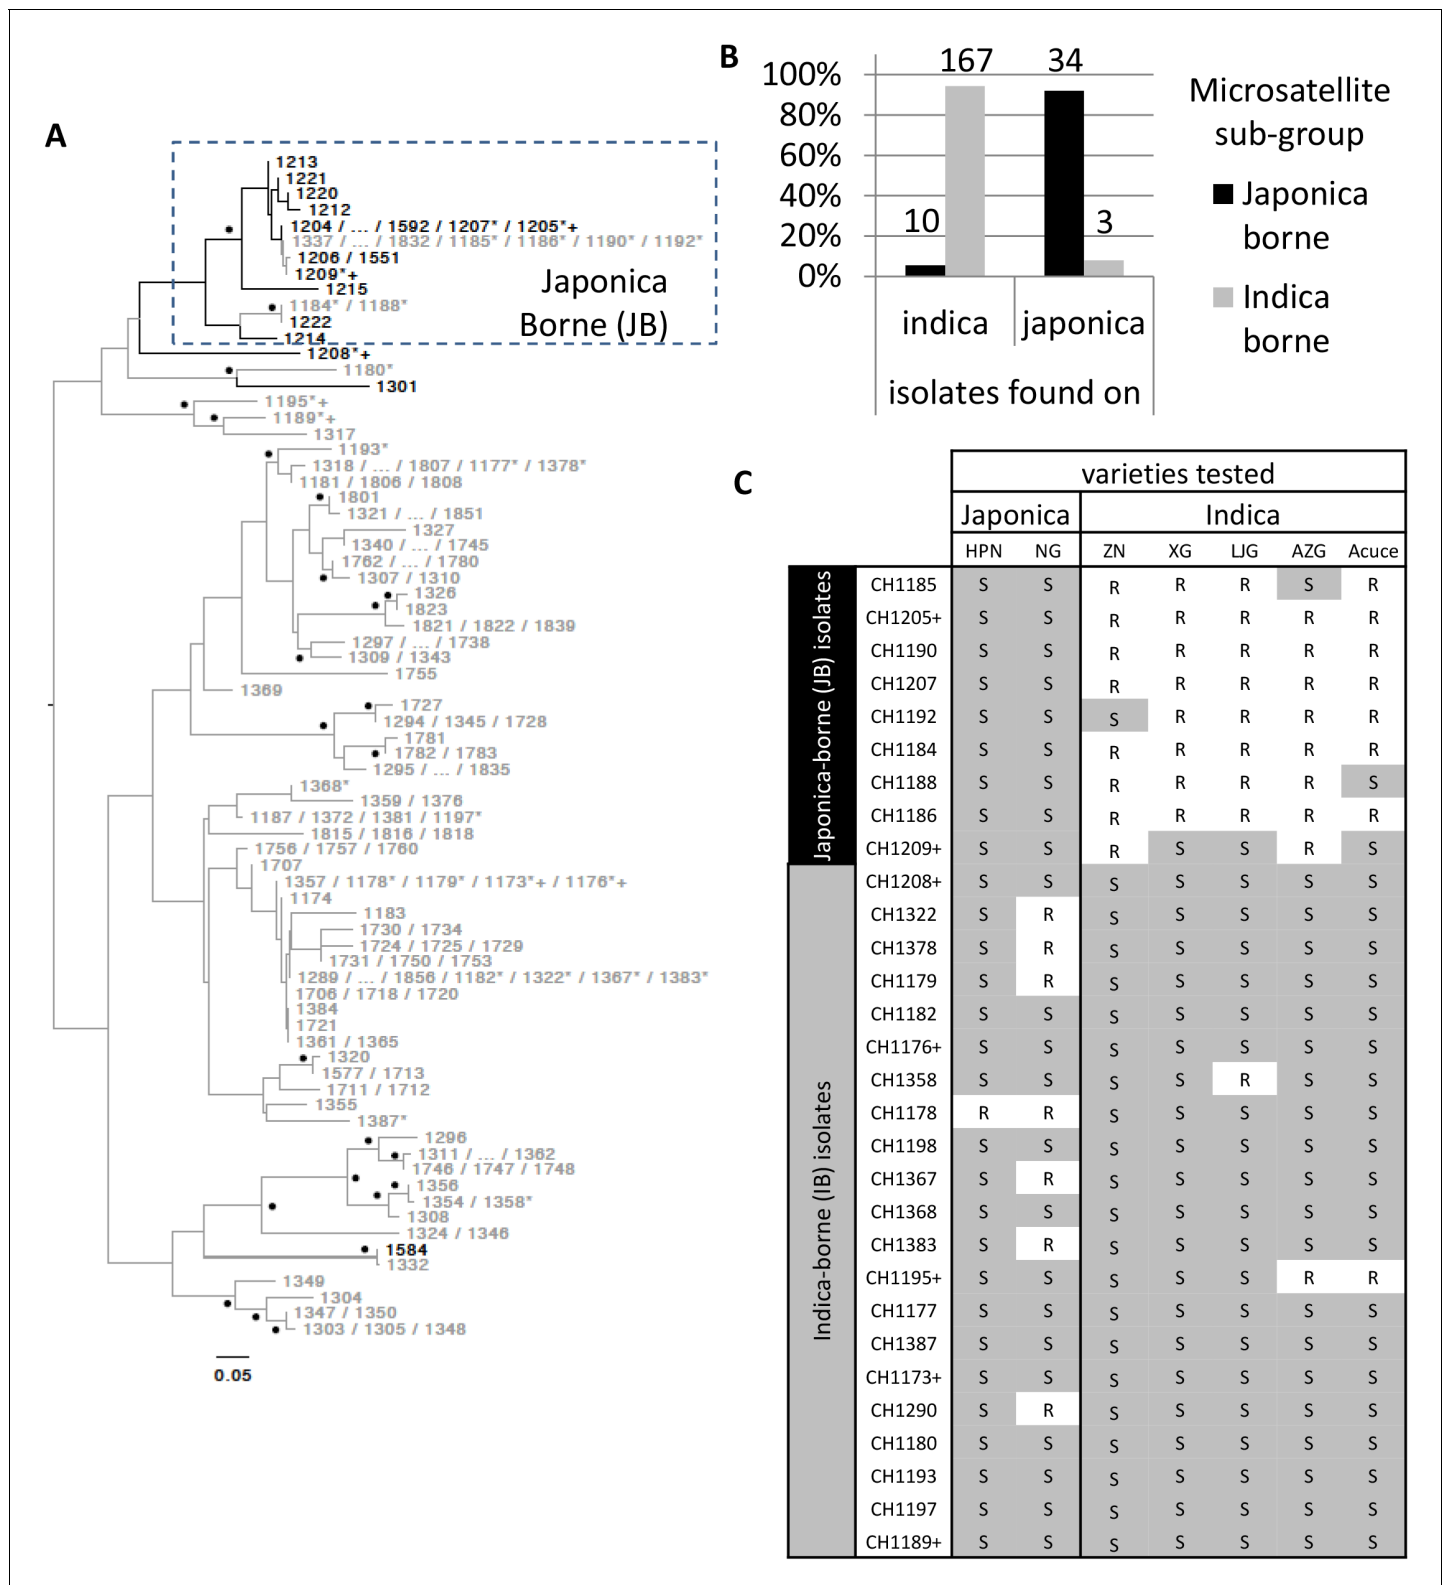 A
1213
1221
1220
1212
1204 / ... / 1592 / 1207* / 1205*+
1337 / ... / 1832 / 1185* / 1186* / 1190* / 1192*
1206 / 1551
1209*+
1215
1184* / 1188*
1222
1214
Japonica
Borne (JB)
1208*+
1180*
1301
1195*+
1189*+
1317
1193*
1318 / ... / 1807 / 1177* / 1378*
1181 / 1806 / 1808
1801
1321 / ... / 1851
1327
1340 / ... / 1745
1762 / ... / 1780
1307 / 1310
1326
1823
1821 / 1822 / 1839
1297 / ... / 1738
1309 / 1343
1755
1369
1727
1294 / 1345 / 1728
1781
1782 / 1783
1295 / ... / 1835
1368*
1359 / 1376
1187 / 1372 / 1381 / 1197*
1815 / 1816 / 1818
1756 / 1757 / 1760
1707
1357 / 1178* / 1179* / 1173*+ / 1176*+
1174
1183
1730 / 1734
1724 / 1725 / 1729
1731 / 1750 / 1753
1289 / ... / 1856 / 1182* / 1322* / 1367* / 1383*
1706 / 1718 / 1720
1384
1721
1361 / 1365
1320
1577 / 1713
1711 / 1712
1355
1387*
1296
1311 / ... / 1362
1746 / 1747 / 1748
1356
1354 / 1358*
1308
1324 / 1346
1584
1332
1349
1304
1347 / 1350
1303 / 1305 / 1348
0.05
B
100%
80%
60%
40%
20%
0%
167
34
10
3
indica
japonica
isolates found on
Microsatellite
sub-group
Japonica
borne
Indica
borne
C
varieties tested
Japonica Indica
HPN NG ZN XG LJG AZG Acuce
Japonica-borne (JB) isolates
CH1185 S S R R R S R
CH1205+ S S R R R R R
CH1190 S S R R R R R
CH1207 S S R R R R R
CH1192 S S S R R R R
CH1184 S S R R R R R
CH1188 S S R R R R S
CH1186 S S R R R R R
CH1209+ S S R S S R S
Indica-borne (IB) isolates
CH1208+ S S S S S S S
CH1322 S R S S S S S
CH1378 S R S S S S S
CH1179 S R S S S S S
CH1182 S S S S S S S
CH1176+ S S S S S S S
CH1358 S S S S R S S
CH1178 R R S S S S S
CH1198 S S S S S S S
CH1367 S R S S S S S
CH1368 S S S S S S S
CH1383 S R S S S S S
CH1195+ S S S S S R R
CH1177 S S S S S S S
CH1387 S S S S S S S
CH1173+ S S S S S S S
CH1290 S R S S S S S
CH1180 S S S S S S S
CH1193 S S S S S S S
CH1197 S S S S S S S
CH1189+ S S S S S S S